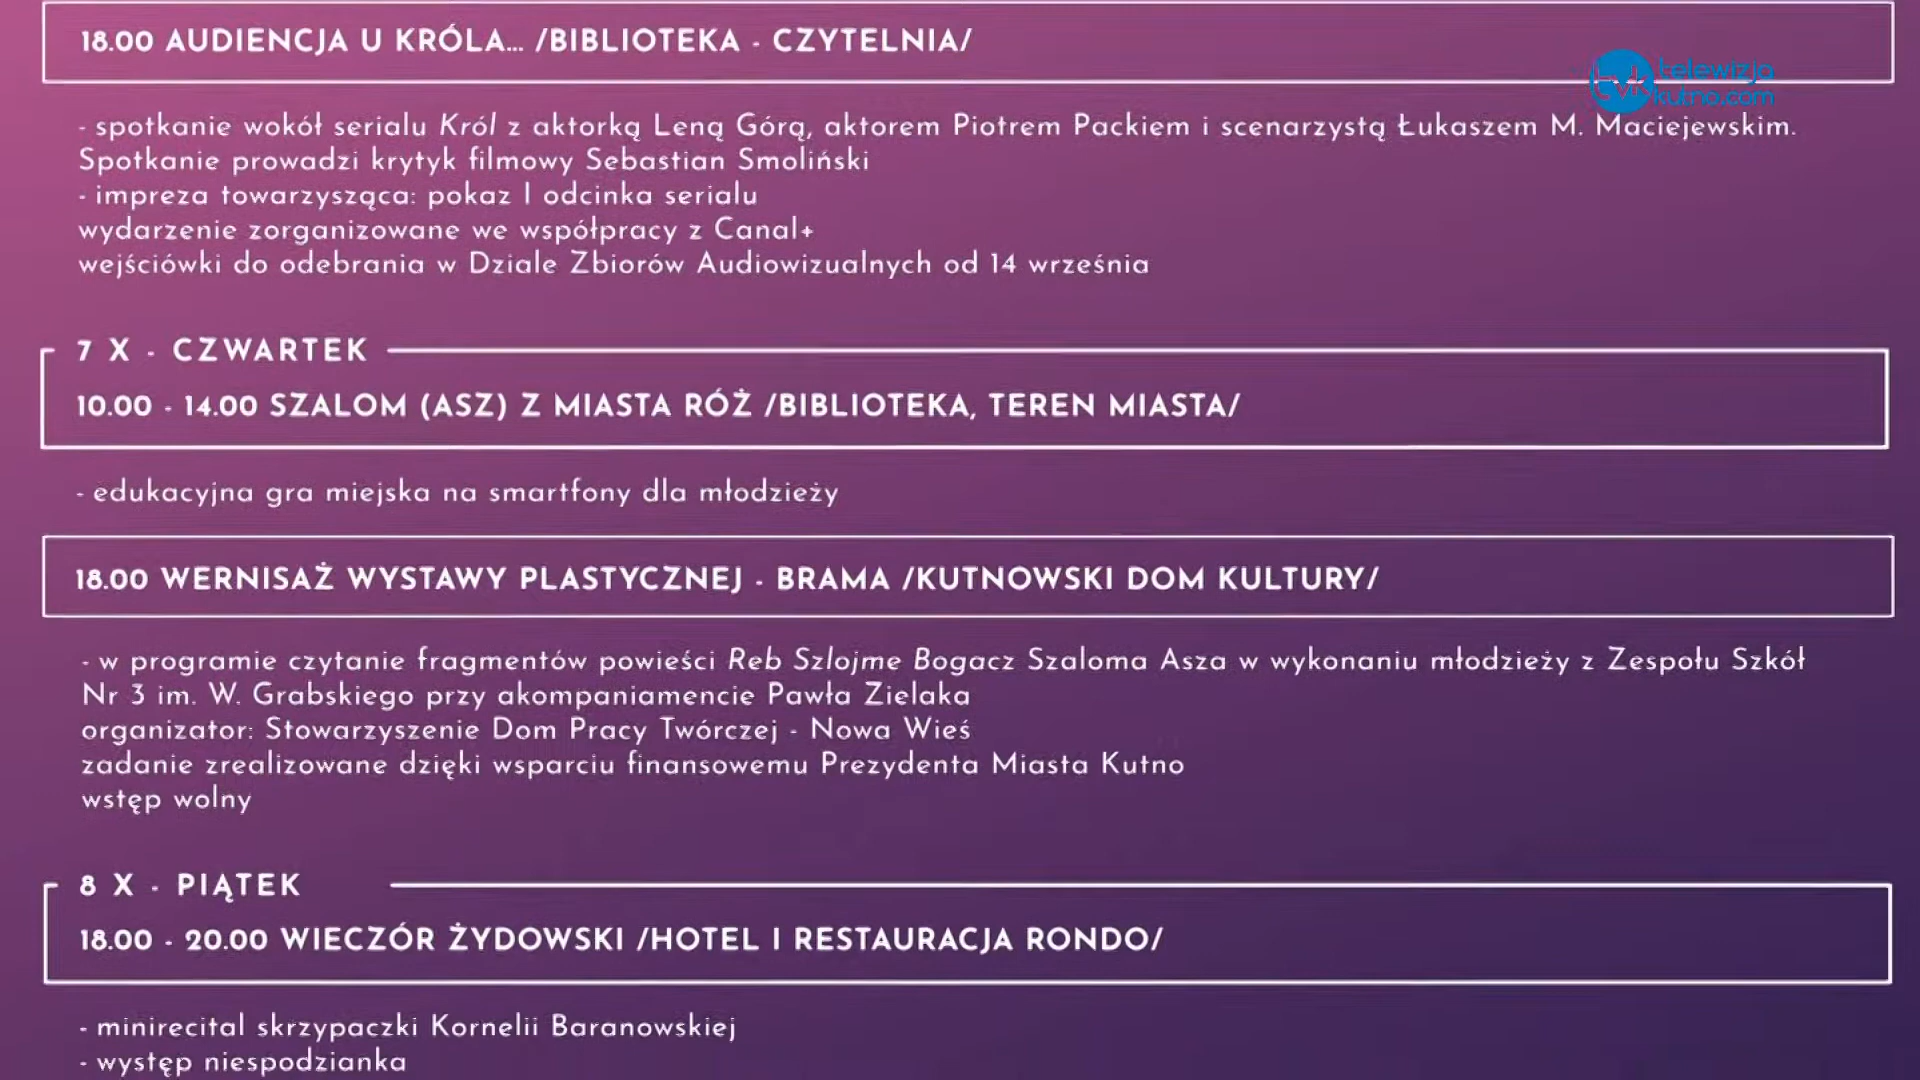 18.00 AUDIENCJA U KRÓLA... /BIBLIOTEKA - CZYTELNIA/
tvk telewizja
kutno.com
- spotkanie wokół serialu Król z aktorką Leną Górą, aktorem Piotrem Packiem i scenarzystą Łukaszem M. Maciejewskim.
Spotkanie prowadzi krytyk filmowy Sebastian Smoliński
- impreza towarzysząca: pokaz I odcinka serialu
wydarzenie zorganizowane we współpracy z Canal+
wejściówki do odebrania w Dziale Zbiorów Audiowizualnych od 14 września
7 X - CZWARTEK
10.00 - 14.00 SZALOM (ASZ) Z MIASTA RÓŻ /BIBLIOTEKA, TEREN MIASTA/
- edukacyjna gra miejska na smartfony dla młodzieży
18.00 WERNISAŻ WYSTAWY PLASTYCZNEJ - BRAMA /KUTNOWSKI DOM KULTURY/
- w programie czytanie fragmentów powieści Reb Szlojme Bogacz Szaloma Asza w wykonaniu młodzieży z Zespołu Szkół
Nr 3 im. W. Grabskiego przy akompaniamencie Pawła Zielaka
organizator: Stowarzyszenie Dom Pracy Twórczej - Nowa Wieś
zadanie zrealizowane dzięki wsparciu finansowemu Prezydenta Miasta Kutno
wstęp wolny
8 X - PIĄTEK
18.00 - 20.00 WIECZÓR ŻYDOWSKI /HOTEL I RESTAURACJA RONDO/
- minirecital skrzypaczki Kornelii Baranowskiej
- występ niespodzianka